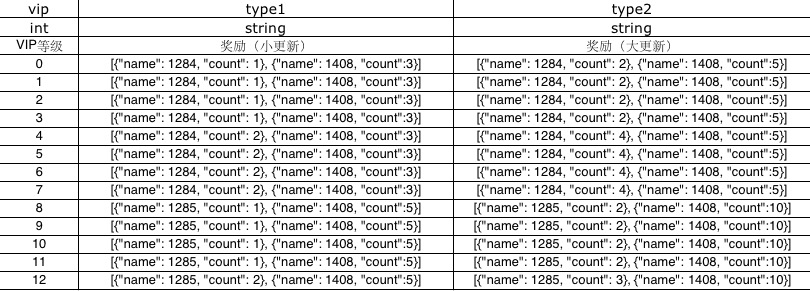 vip type1 type2
int string string
VIP等级 奖励（小更新） 奖励（大更新）
0 [{"name": 1284, "count": 1}, {"name": 1408, "count":3}] [{"name": 1284, "count": 2}, {"name": 1408, "count":5}]
1 [{"name": 1284, "count": 1}, {"name": 1408, "count":3}] [{"name": 1284, "count": 2}, {"name": 1408, "count":5}]
2 [{"name": 1284, "count": 1}, {"name": 1408, "count":3}] [{"name": 1284, "count": 2}, {"name": 1408, "count":5}]
3 [{"name": 1284, "count": 1}, {"name": 1408, "count":3}] [{"name": 1284, "count": 2}, {"name": 1408, "count":5}]
4 [{"name": 1284, "count": 2}, {"name": 1408, "count":3}] [{"name": 1284, "count": 4}, {"name": 1408, "count":5}]
5 [{"name": 1284, "count": 2}, {"name": 1408, "count":3}] [{"name": 1284, "count": 4}, {"name": 1408, "count":5}]
6 [{"name": 1284, "count": 2}, {"name": 1408, "count":3}] [{"name": 1284, "count": 4}, {"name": 1408, "count":5}]
7 [{"name": 1284, "count": 2}, {"name": 1408, "count":3}] [{"name": 1284, "count": 4}, {"name": 1408, "count":5}]
8 [{"name": 1285, "count": 1}, {"name": 1408, "count":5}] [{"name": 1285, "count": 2}, {"name": 1408, "count":10}]
9 [{"name": 1285, "count": 1}, {"name": 1408, "count":5}] [{"name": 1285, "count": 2}, {"name": 1408, "count":10}]
10 [{"name": 1285, "count": 1}, {"name": 1408, "count":5}] [{"name": 1285, "count": 2}, {"name": 1408, "count":10}]
11 [{"name": 1285, "count": 1}, {"name": 1408, "count":5}] [{"name": 1285, "count": 2}, {"name": 1408, "count":10}]
12 [{"name": 1285, "count": 2}, {"name": 1408, "count":5}] [{"name": 1285, "count": 3}, {"name": 1408, "count":10}]